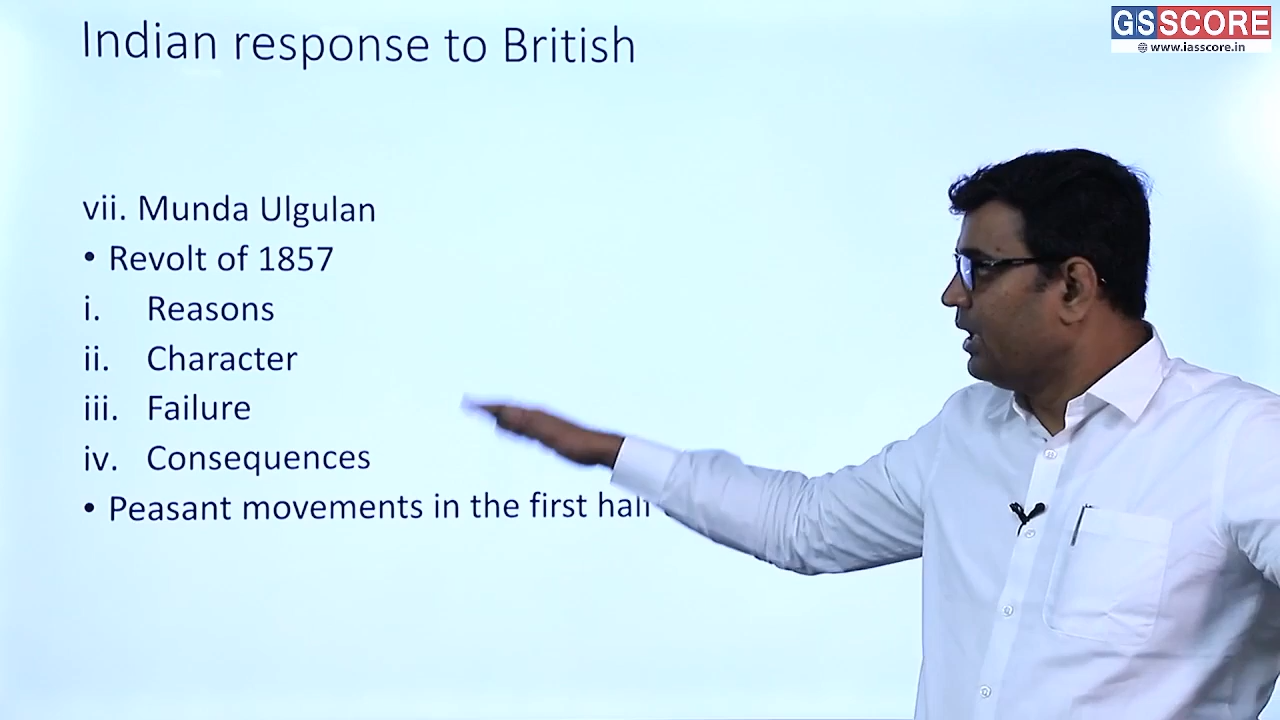 Indian response to British
GSSCORE
www.iasscore.in
vii. Munda Ulgulan
• Revolt of 1857
i. Reasons
ii. Character
iii. Failure
iv. Consequences
• Peasant movements in the first half